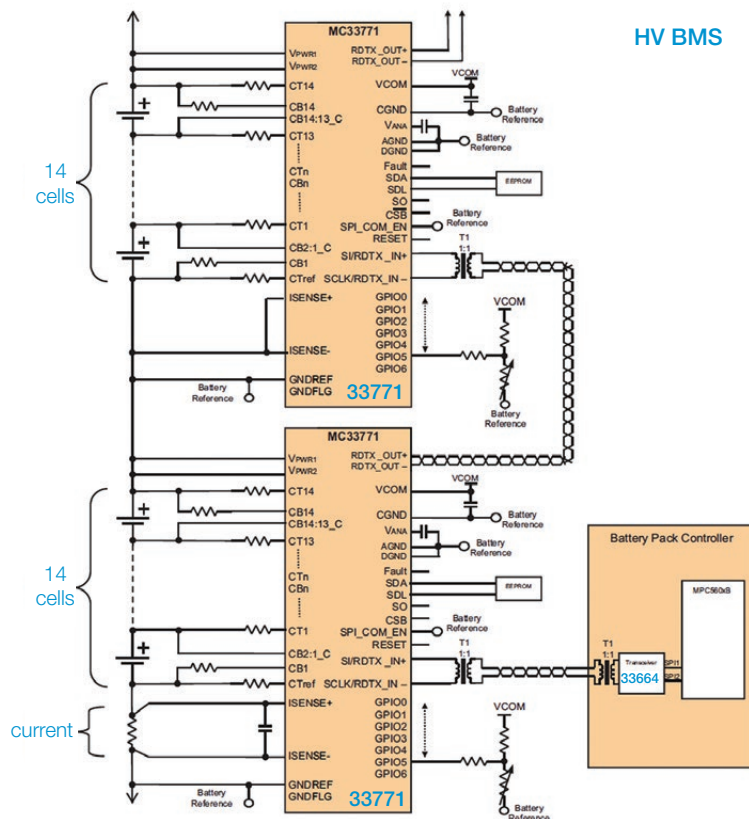 HV BMS
MC33771
VPWR1
VPWR2
CT14
CB14
CB14:13_C
CT13
CTn
CBn
CT1
CB2:1_C
CB1
CTref
ISENSE+
ISENSE-
GNDREF
GNDFLG
RDTX_OUT+
RDTX_OUT–
VCOM
CGND
VANA
AGND
DGND
Fault
SDA
SDL
SO
CSB
SPI_COM_EN
RESET
SI/RDTX_IN+
SCLK/RDTX_IN –
GPIO0
GPIO1
GPIO2
GPIO3
GPIO4
GPIO5
GPIO6
33771
14
cells
+
+
VCOM
Battery
Reference
Battery
Reference
EEPROM
Battery
Reference
T1
1:1
VCOM
Battery
Reference
Battery
Reference
MC33771
VPWR1
VPWR2
CT14
CB14
CB14:13_C
CT13
CTn
CBn
CT1
CB2:1_C
CB1
CTref
ISENSE+
ISENSE-
GNDREF
GNDFLG
RDTX_OUT+
RDTX_OUT–
VCOM
CGND
VANA
AGND
DGND
Fault
SDA
SDL
SO
CSB
SPI_COM_EN
RESET
SI/RDTX_IN+
SCLK/RDTX_IN –
GPIO0
GPIO1
GPIO2
GPIO3
GPIO4
GPIO5
GPIO6
33771
14
cells
+
+
current
VCOM
Battery
Reference
Battery
Reference
EEPROM
Battery
Reference
T1
1:1
VCOM
Battery
Reference
Battery
Reference
Battery Pack Controller
MPC560xB
T1
1:1
Transceiver
33664
SPI1
SPI2